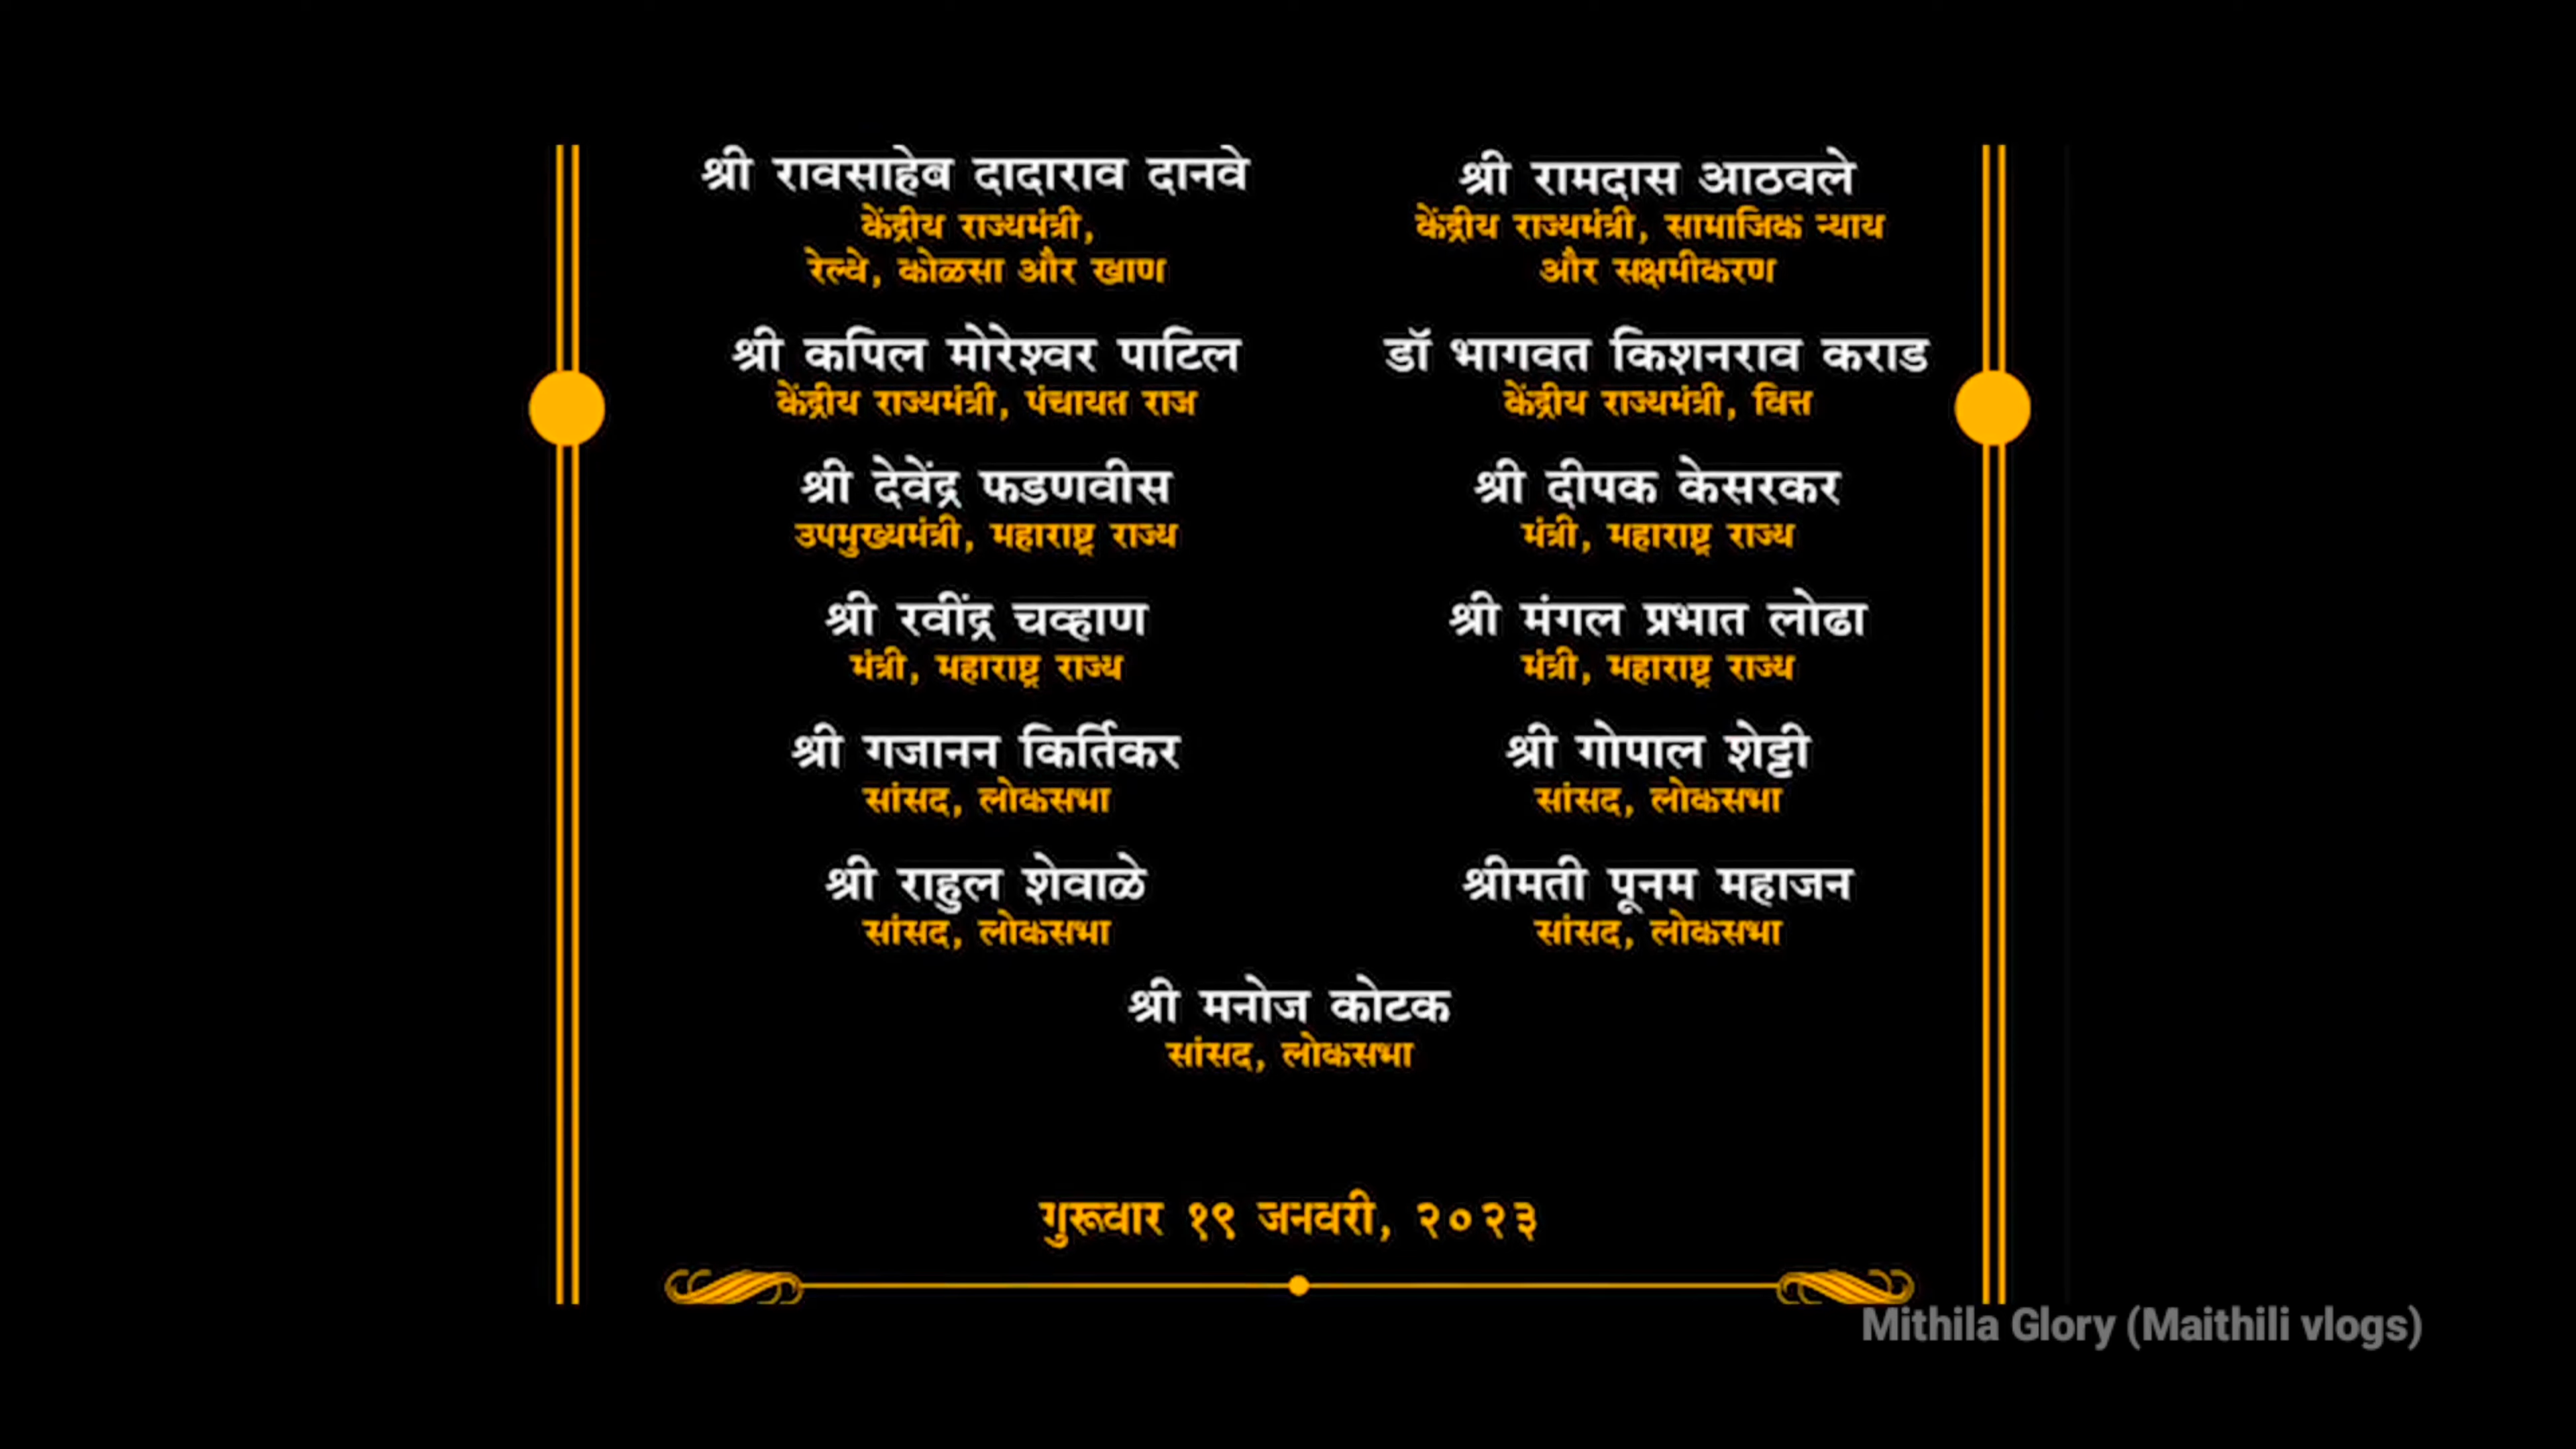 श्री रावसाहेब दादाराव दानवे
केंद्रीय राज्यमंत्री,
रेल्वे, कोळसा और खाण
श्री रामदास आठवले
केंद्रीय राज्यमंत्री, सामाजिक न्याय
और सक्षमीकरण
श्री कपिल मोरेश्वर पाटिल
केंद्रीय राज्यमंत्री, पंचायत राज
डॉ भागवत किशनराव कराड
केंद्रीय राज्यमंत्री, वित्त
श्री देवेंद्र फडणवीस
उपमुख्यमंत्री, महाराष्ट्र राज्य
श्री दीपक केसरकर
मंत्री, महाराष्ट्र राज्य
श्री रवींद्र चव्हाण
मंत्री, महाराष्ट्र राज्य
श्री मंगल प्रभात लोढा
मंत्री, महाराष्ट्र राज्य
श्री गजानन किर्तिकर
सांसद, लोकसभा
श्री गोपाल शेट्टी
सांसद, लोकसभा
श्री राहुल शेवाळे
सांसद, लोकसभा
श्रीमती पूनम महाजन
सांसद, लोकसभा
श्री मनोज कोटक
सांसद, लोकसभा
गुरूवार १९ जनवरी, २०२३
Mithila Glory (Maithili vlogs)